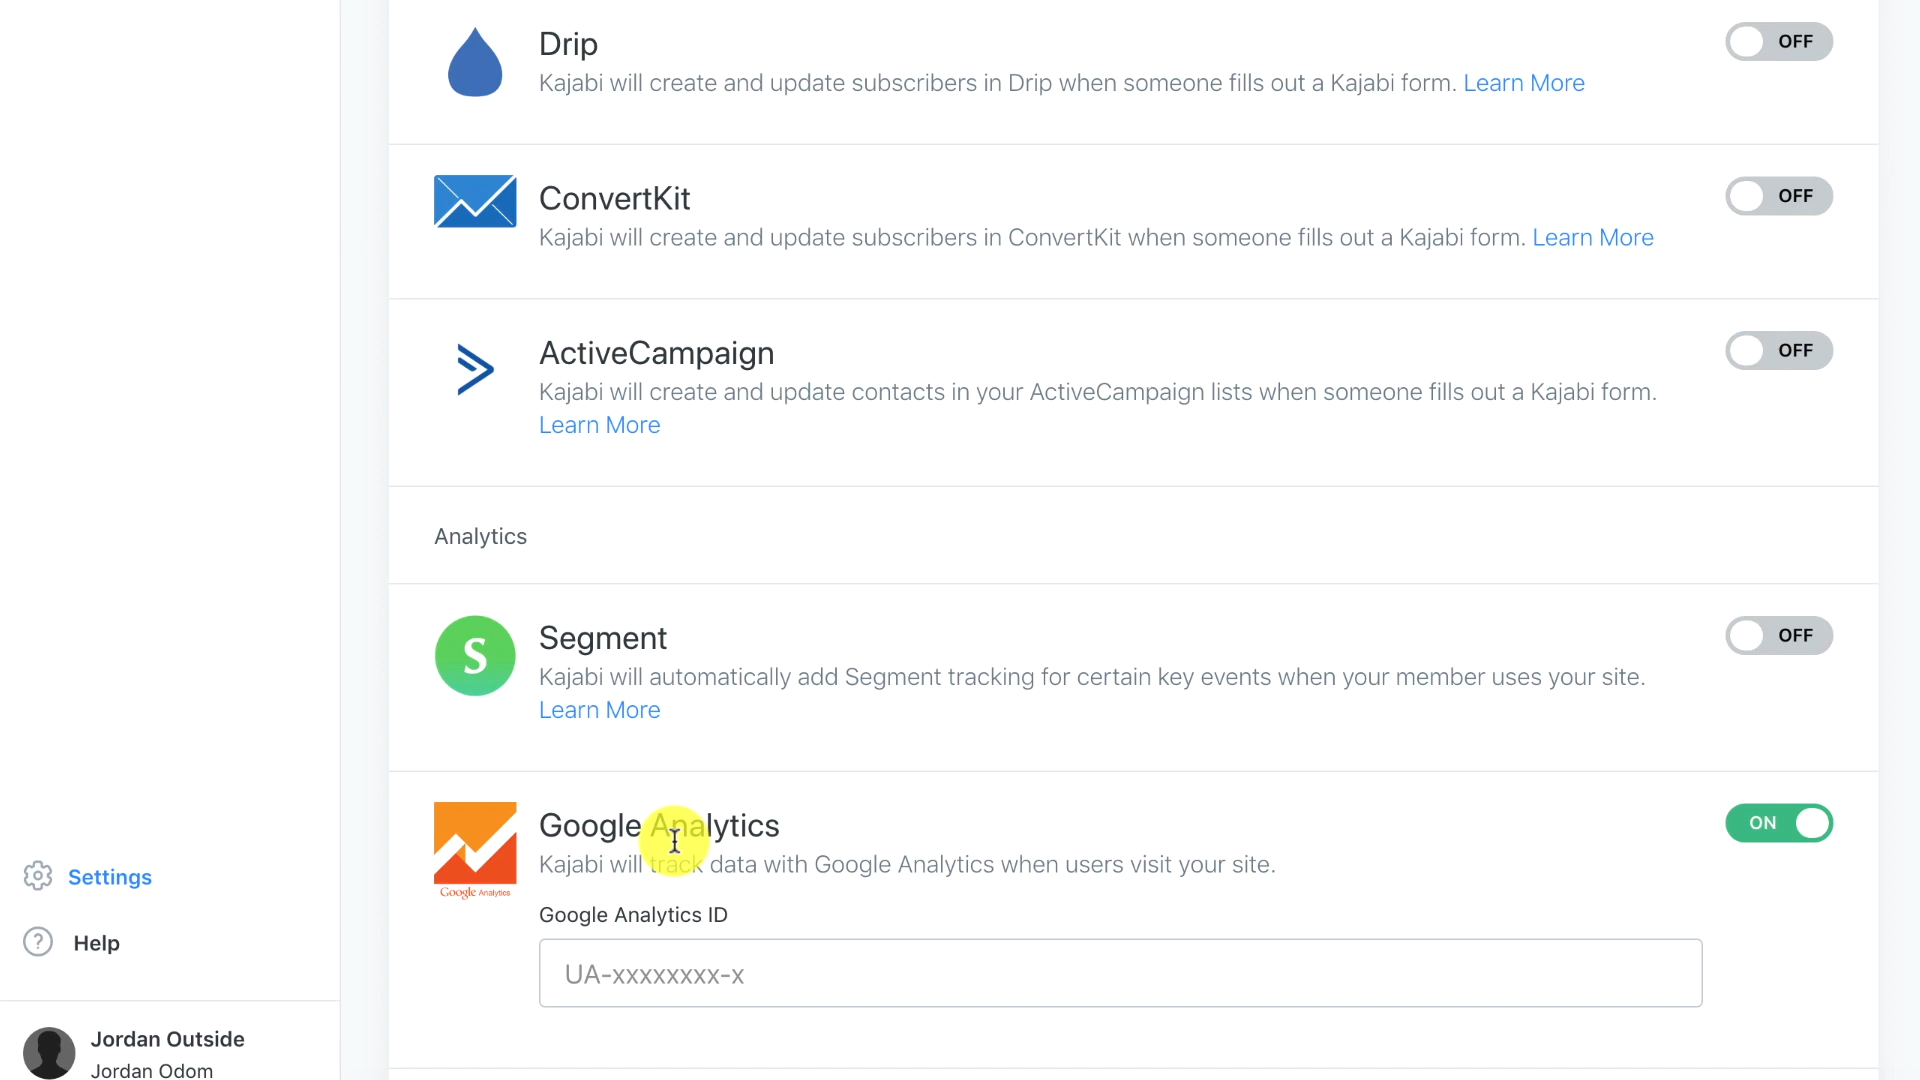 Drip
OFF
Kajabi will create and update subscribers in Drip when someone fills out a Kajabi form. Learn More
ConvertKit
OFF
Kajabi will create and update subscribers in ConvertKit when someone fills out a Kajabi form. Learn More
ActiveCampaign
OFF
Kajabi will create and update contacts in your ActiveCampaign lists when someone fills out a Kajabi form.
Learn More
Analytics
S
Segment
OFF
Kajabi will automatically add Segment tracking for certain key events when your member uses your site.
Learn More
Google Analytics
ON
Kajabi will track data with Google Analytics when users visit your site.
Google Analytics
Google Analytics ID
UA-xxxxxxxx-x
Settings
? Help
Jordan Outside
Jordan Odom